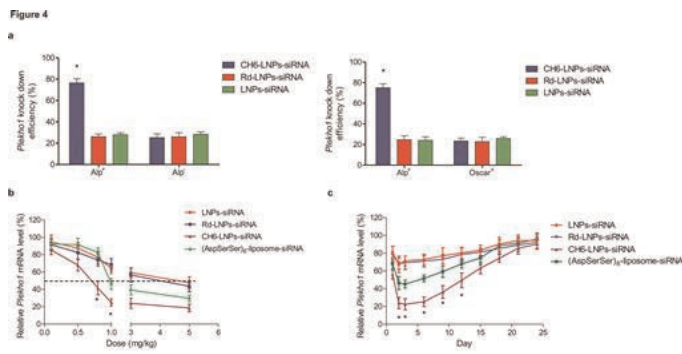 Figure 4
a
Plekho1 knock down
efficiency (%)
100
80
60
40
20
0
*
Alp+
Alp-
CH6-LNPs-siRNA
Rd-LNPs-siRNA
LNPs-siRNA
Plekho1 knock down
efficiency (%)
100
80
60
40
20
0
*
Alp+
Oscar+
CH6-LNPs-siRNA
Rd-LNPs-siRNA
LNPs-siRNA
b
Relative Plekho1 mRNA level (%)
120
100
80
60
40
20
0
0.0
0.5
1.0
3
4
5
6
Dose (mg/kg)
*
*
LNPs-siRNA
Rd-LNPs-siRNA
CH6-LNPs-siRNA
(AspSerSer)6-liposome-siRNA
c
Relative Plekho1 mRNA level (%)
120
100
80
60
40
20
0
0
5
10
15
20
25
Day
* * * * *
LNPs-siRNA
Rd-LNPs-siRNA
CH6-LNPs-siRNA
(AspSerSer)6-liposome-siRNA